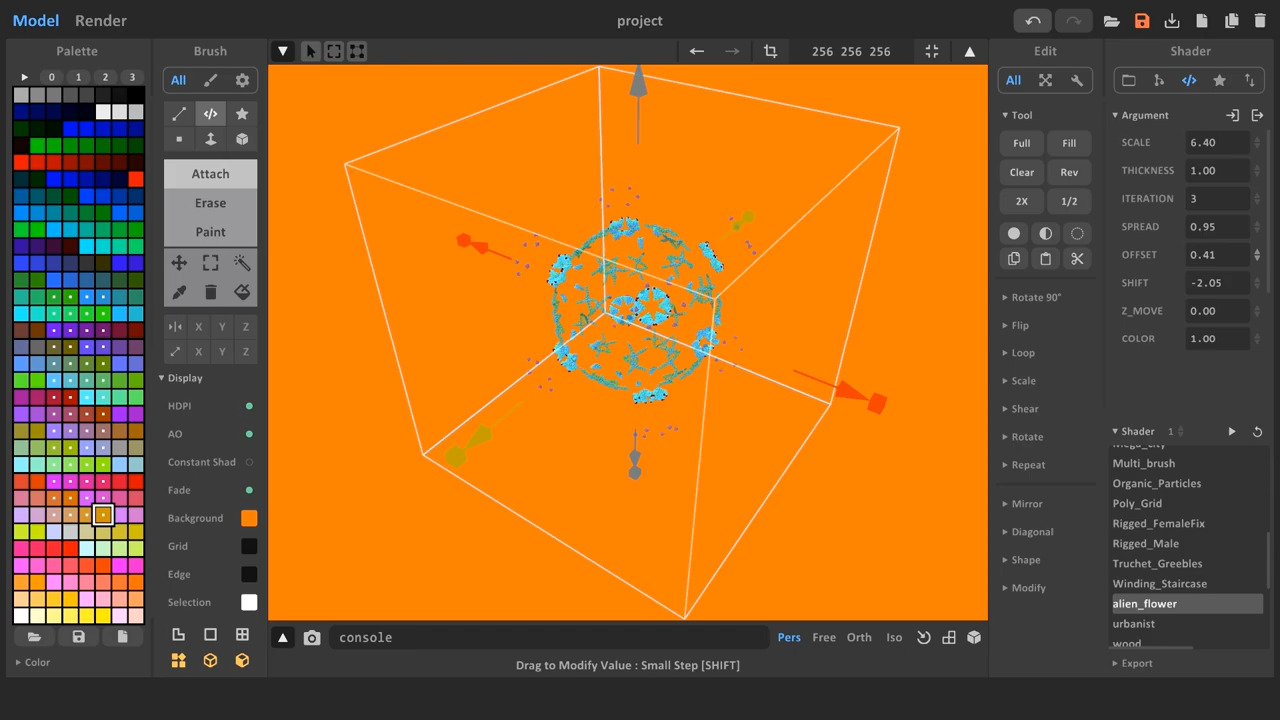 Model Render project
Palette
0 1 2 3
Color
Brush
All
Attach
Erase
Paint
X Y Z
X Y Z
Display
HDPI
AO
Constant Shad
Fade
Background
Grid
Edge
Selection
256 256 256
console
Pers Free Orth Iso
Drag to Modify Value : Small Step [SHIFT]
Edit
All
Tool
Full Fill
Clear Rev
2X 1/2
Rotate 90°
Flip
Loop
Scale
Shear
Rotate
Repeat
Mirror
Diagonal
Shape
Modify
Shader
Argument
SCALE 6.40
THICKNESS 1.00
ITERATION 3
SPREAD 0.95
OFFSET 0.41
SHIFT -2.05
Z_MOVE 0.00
COLOR 1.00
Shader 1
Mega_city
Multi_brush
Organic_Particles
Poly_Grid
Rigged_FemaleFix
Rigged_Male
Truchet_Greebles
Winding_Staircase
alien_flower
urbanist
wood
Export